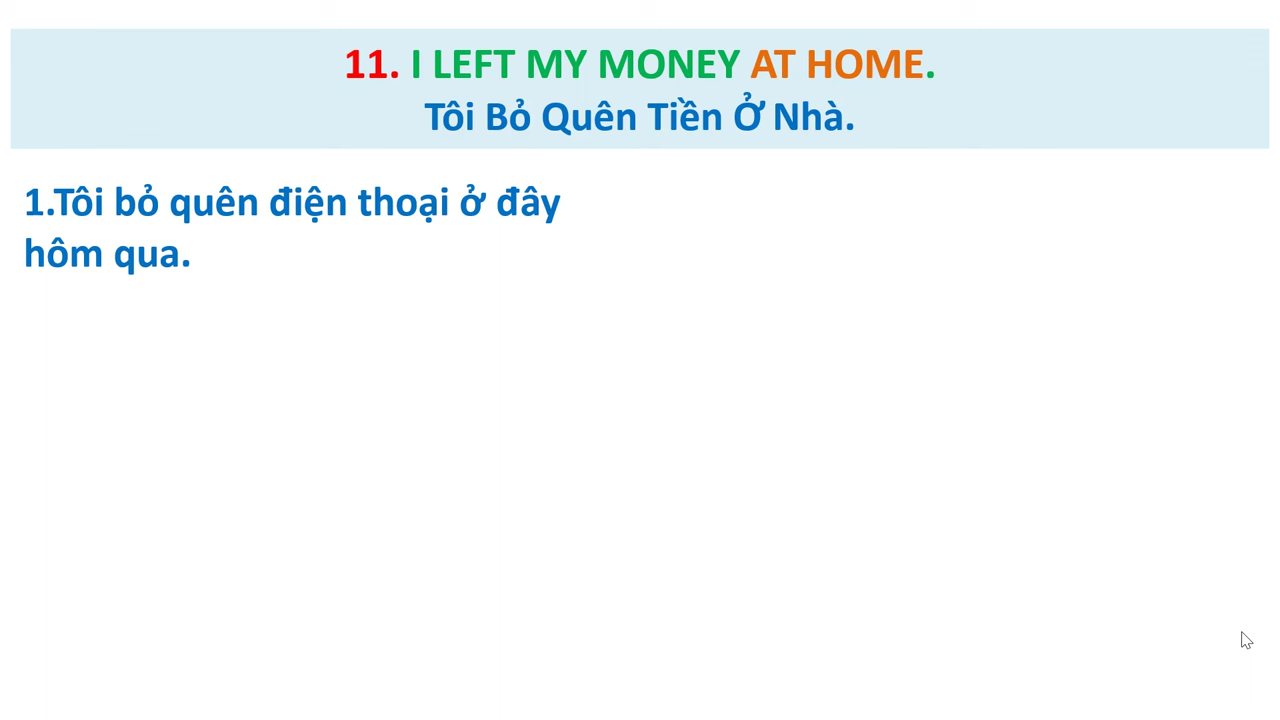 11. I LEFT MY MONEY AT HOME.
Tôi Bỏ Quên Tiền Ở Nhà.
1.Tôi bỏ quên điện thoại ở đây
hôm qua.